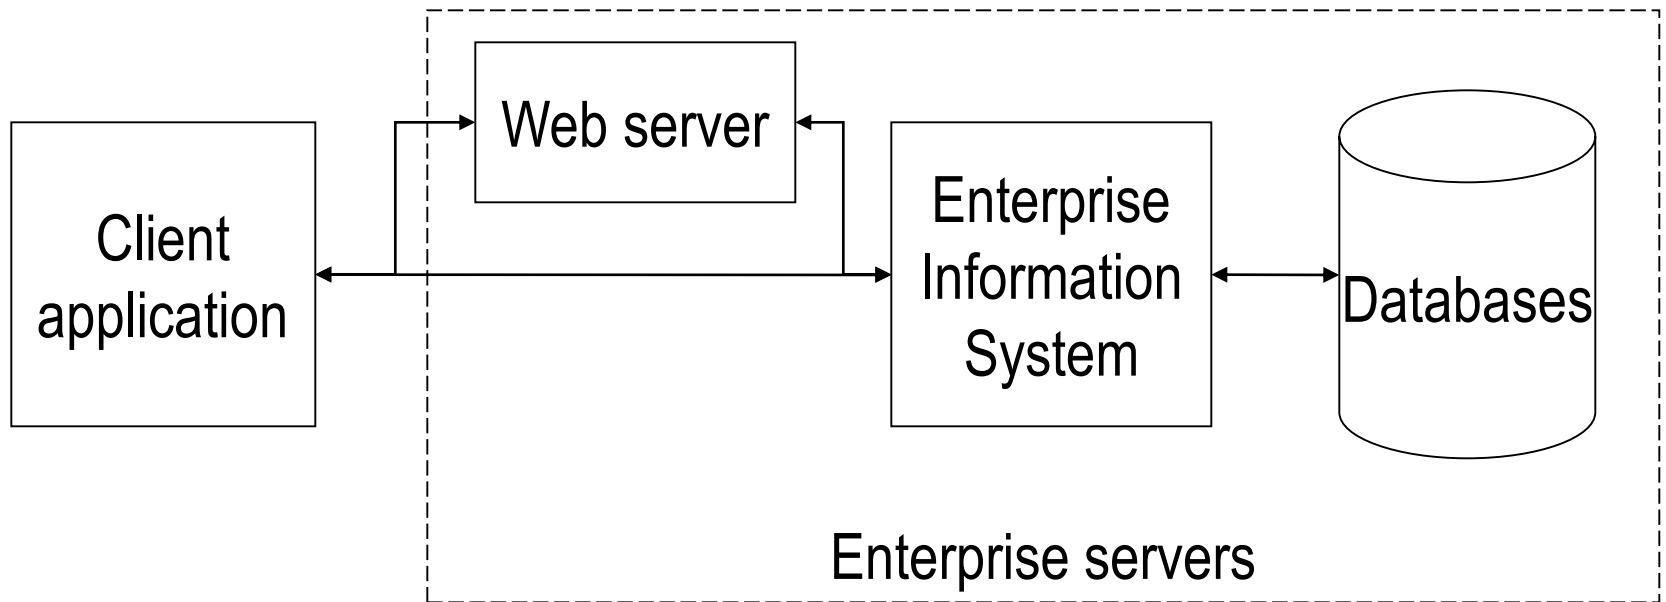 Web server
Client
application
Enterprise
Information
System
Databases
Enterprise servers